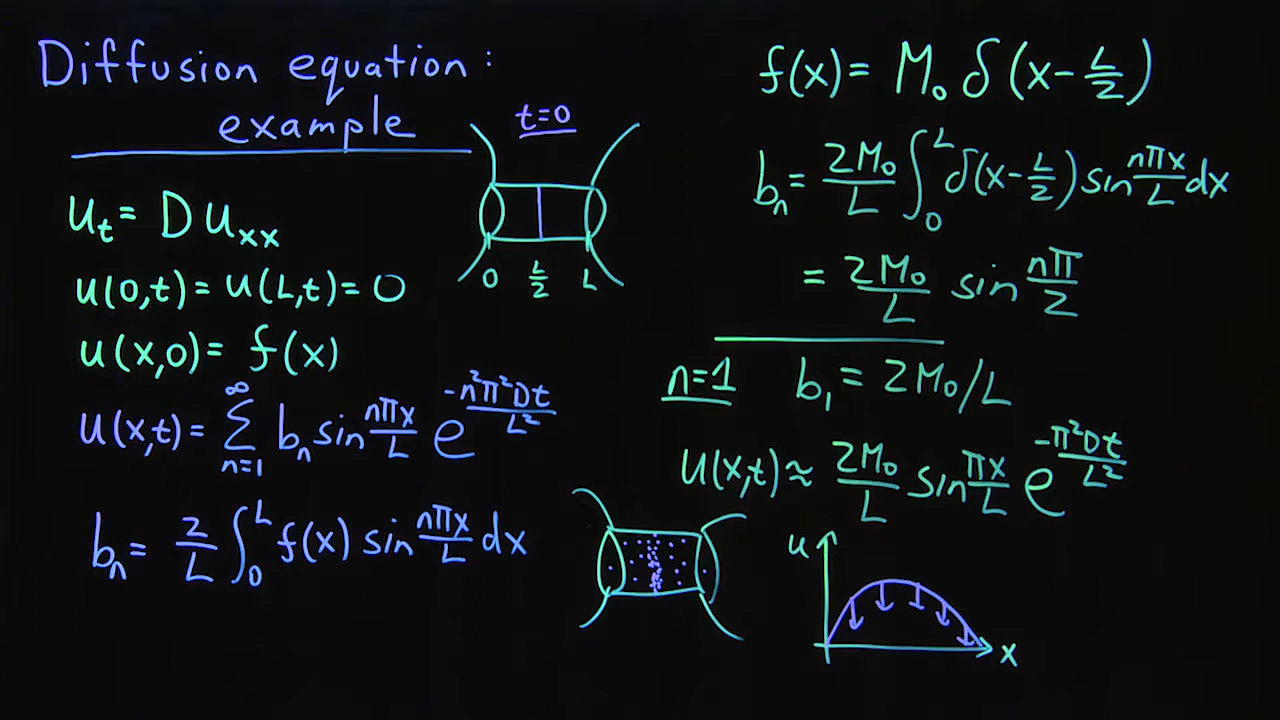 Diffusion equation:
example
u_t = D u_xx
u(0,t) = u(L,t) = 0
u(x,0) = f(x)
u(x,t) = ∑_{n=1}^{∞} b_n sin nπx/L e^{-n²π²Dt/L²}
b_n = 2/L ∫_0^L f(x) sin nπx/L dx
t=0
0 L/2 L
f(x) = M₀ δ(x - L/2)
b_n = 2M₀/L ∫_0^L δ(x - L/2) sin nπx/L dx
= 2M₀/L sin nπ/2
n=1 b₁ = 2M₀/L
u(x,t) ≈ 2M₀/L sin πx/L e^{-π²Dt/L²}
u
x